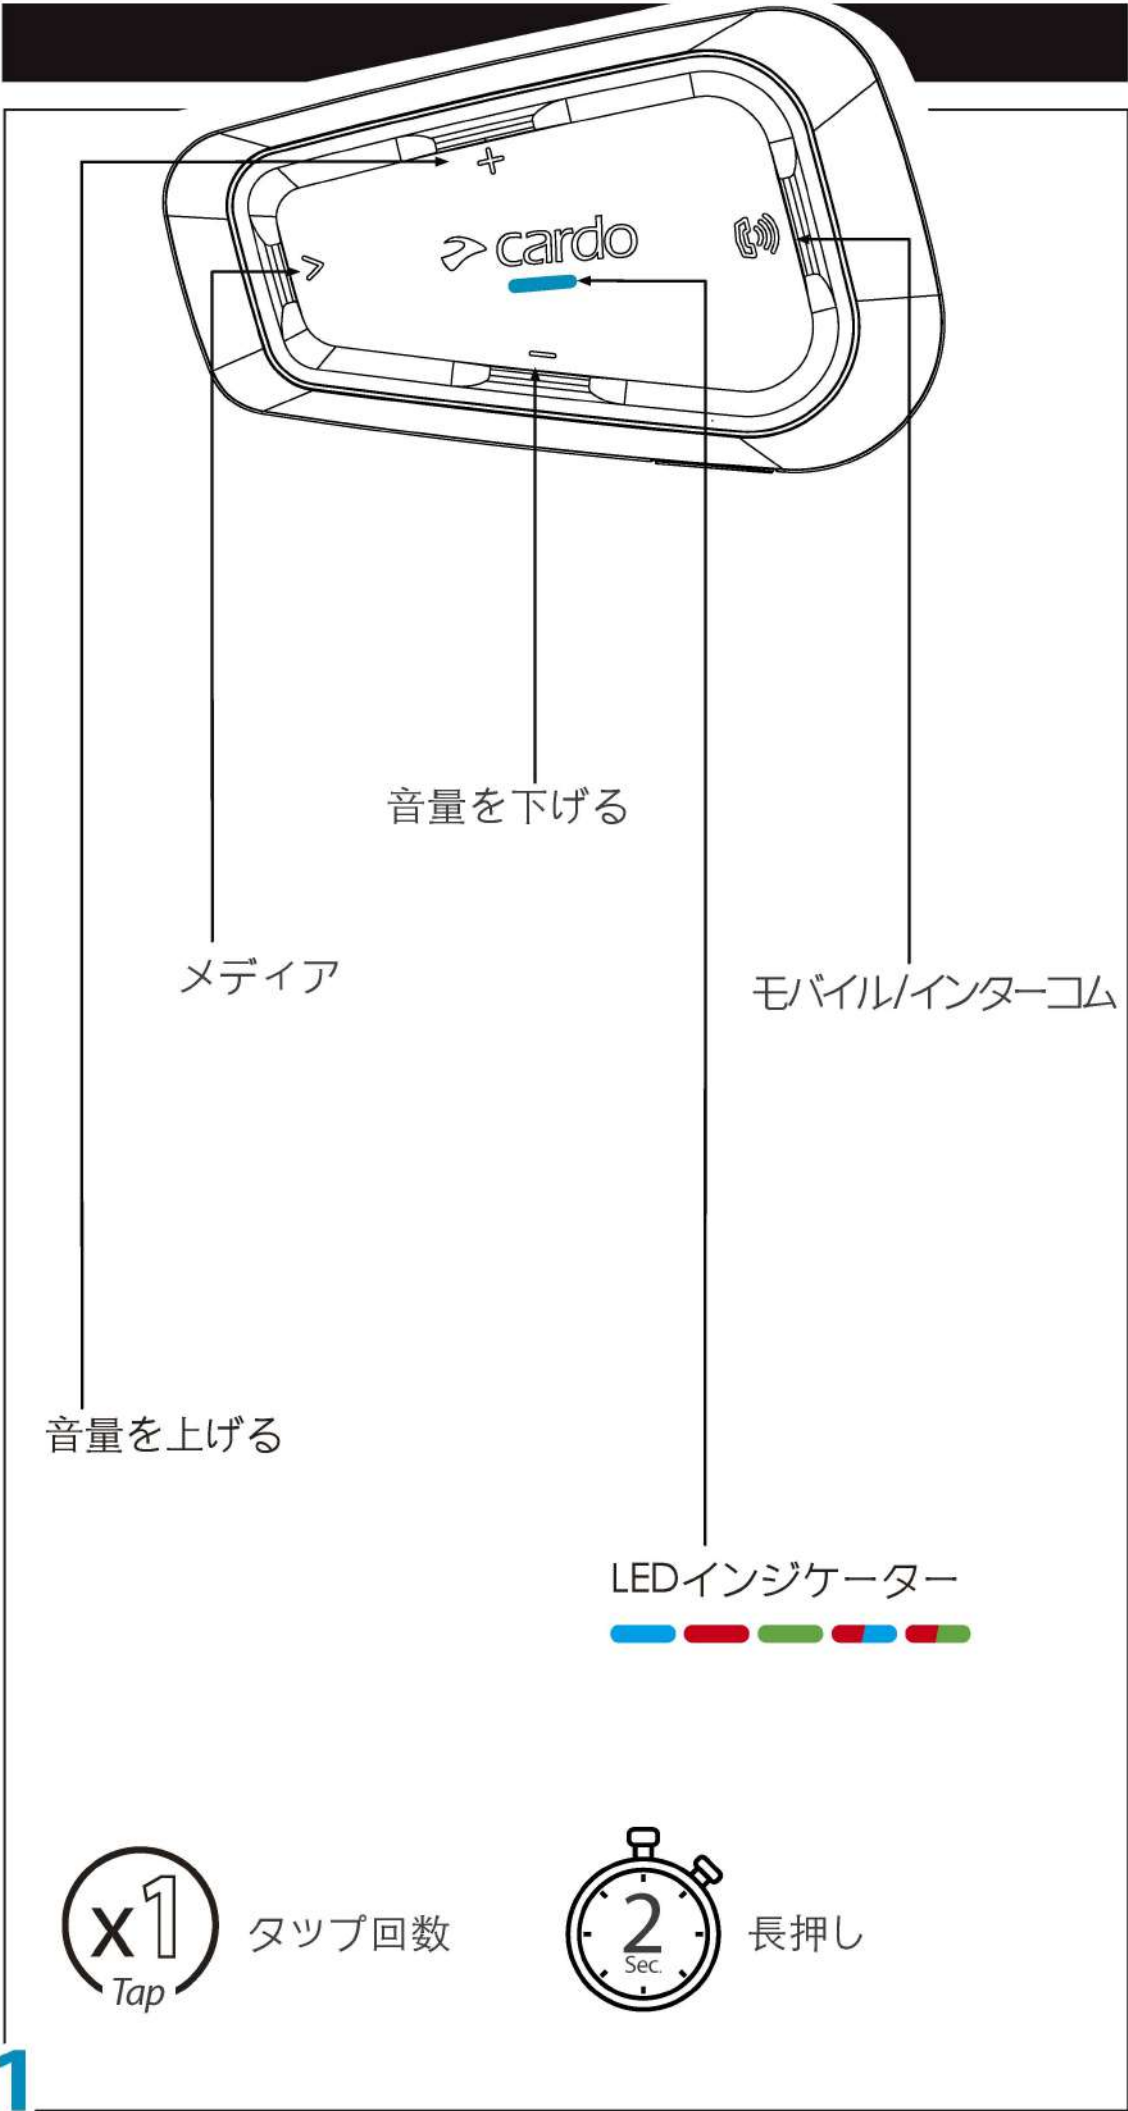 +
cardo
>
−
音量を下げる
メディア
モバイル/インターコム
音量を上げる
LEDインジケーター
x1
Tap
タップ回数
2
Sec.
長押し
1